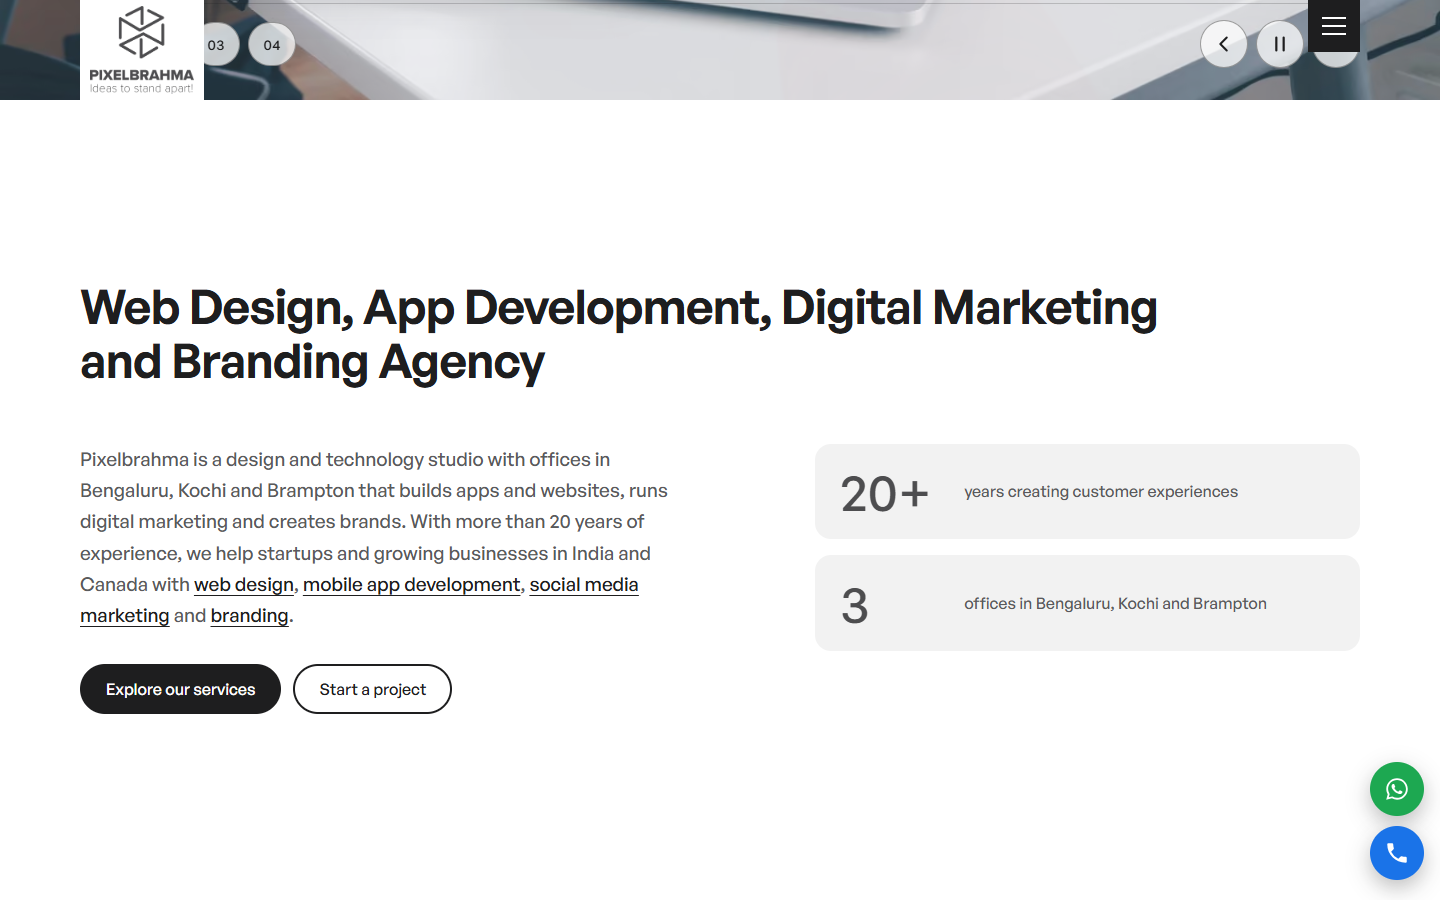 PIXELBRAHMA
Ideas to stand apart!
03
04
Web Design, App Development, Digital Marketing
and Branding Agency
Pixelbrahma is a design and technology studio with offices in
Bengaluru, Kochi and Brampton that builds apps and websites, runs
digital marketing and creates brands. With more than 20 years of
experience, we help startups and growing businesses in India and
Canada with web design, mobile app development, social media
marketing and branding.
Explore our services
Start a project
20+
years creating customer experiences
3
offices in Bengaluru, Kochi and Brampton